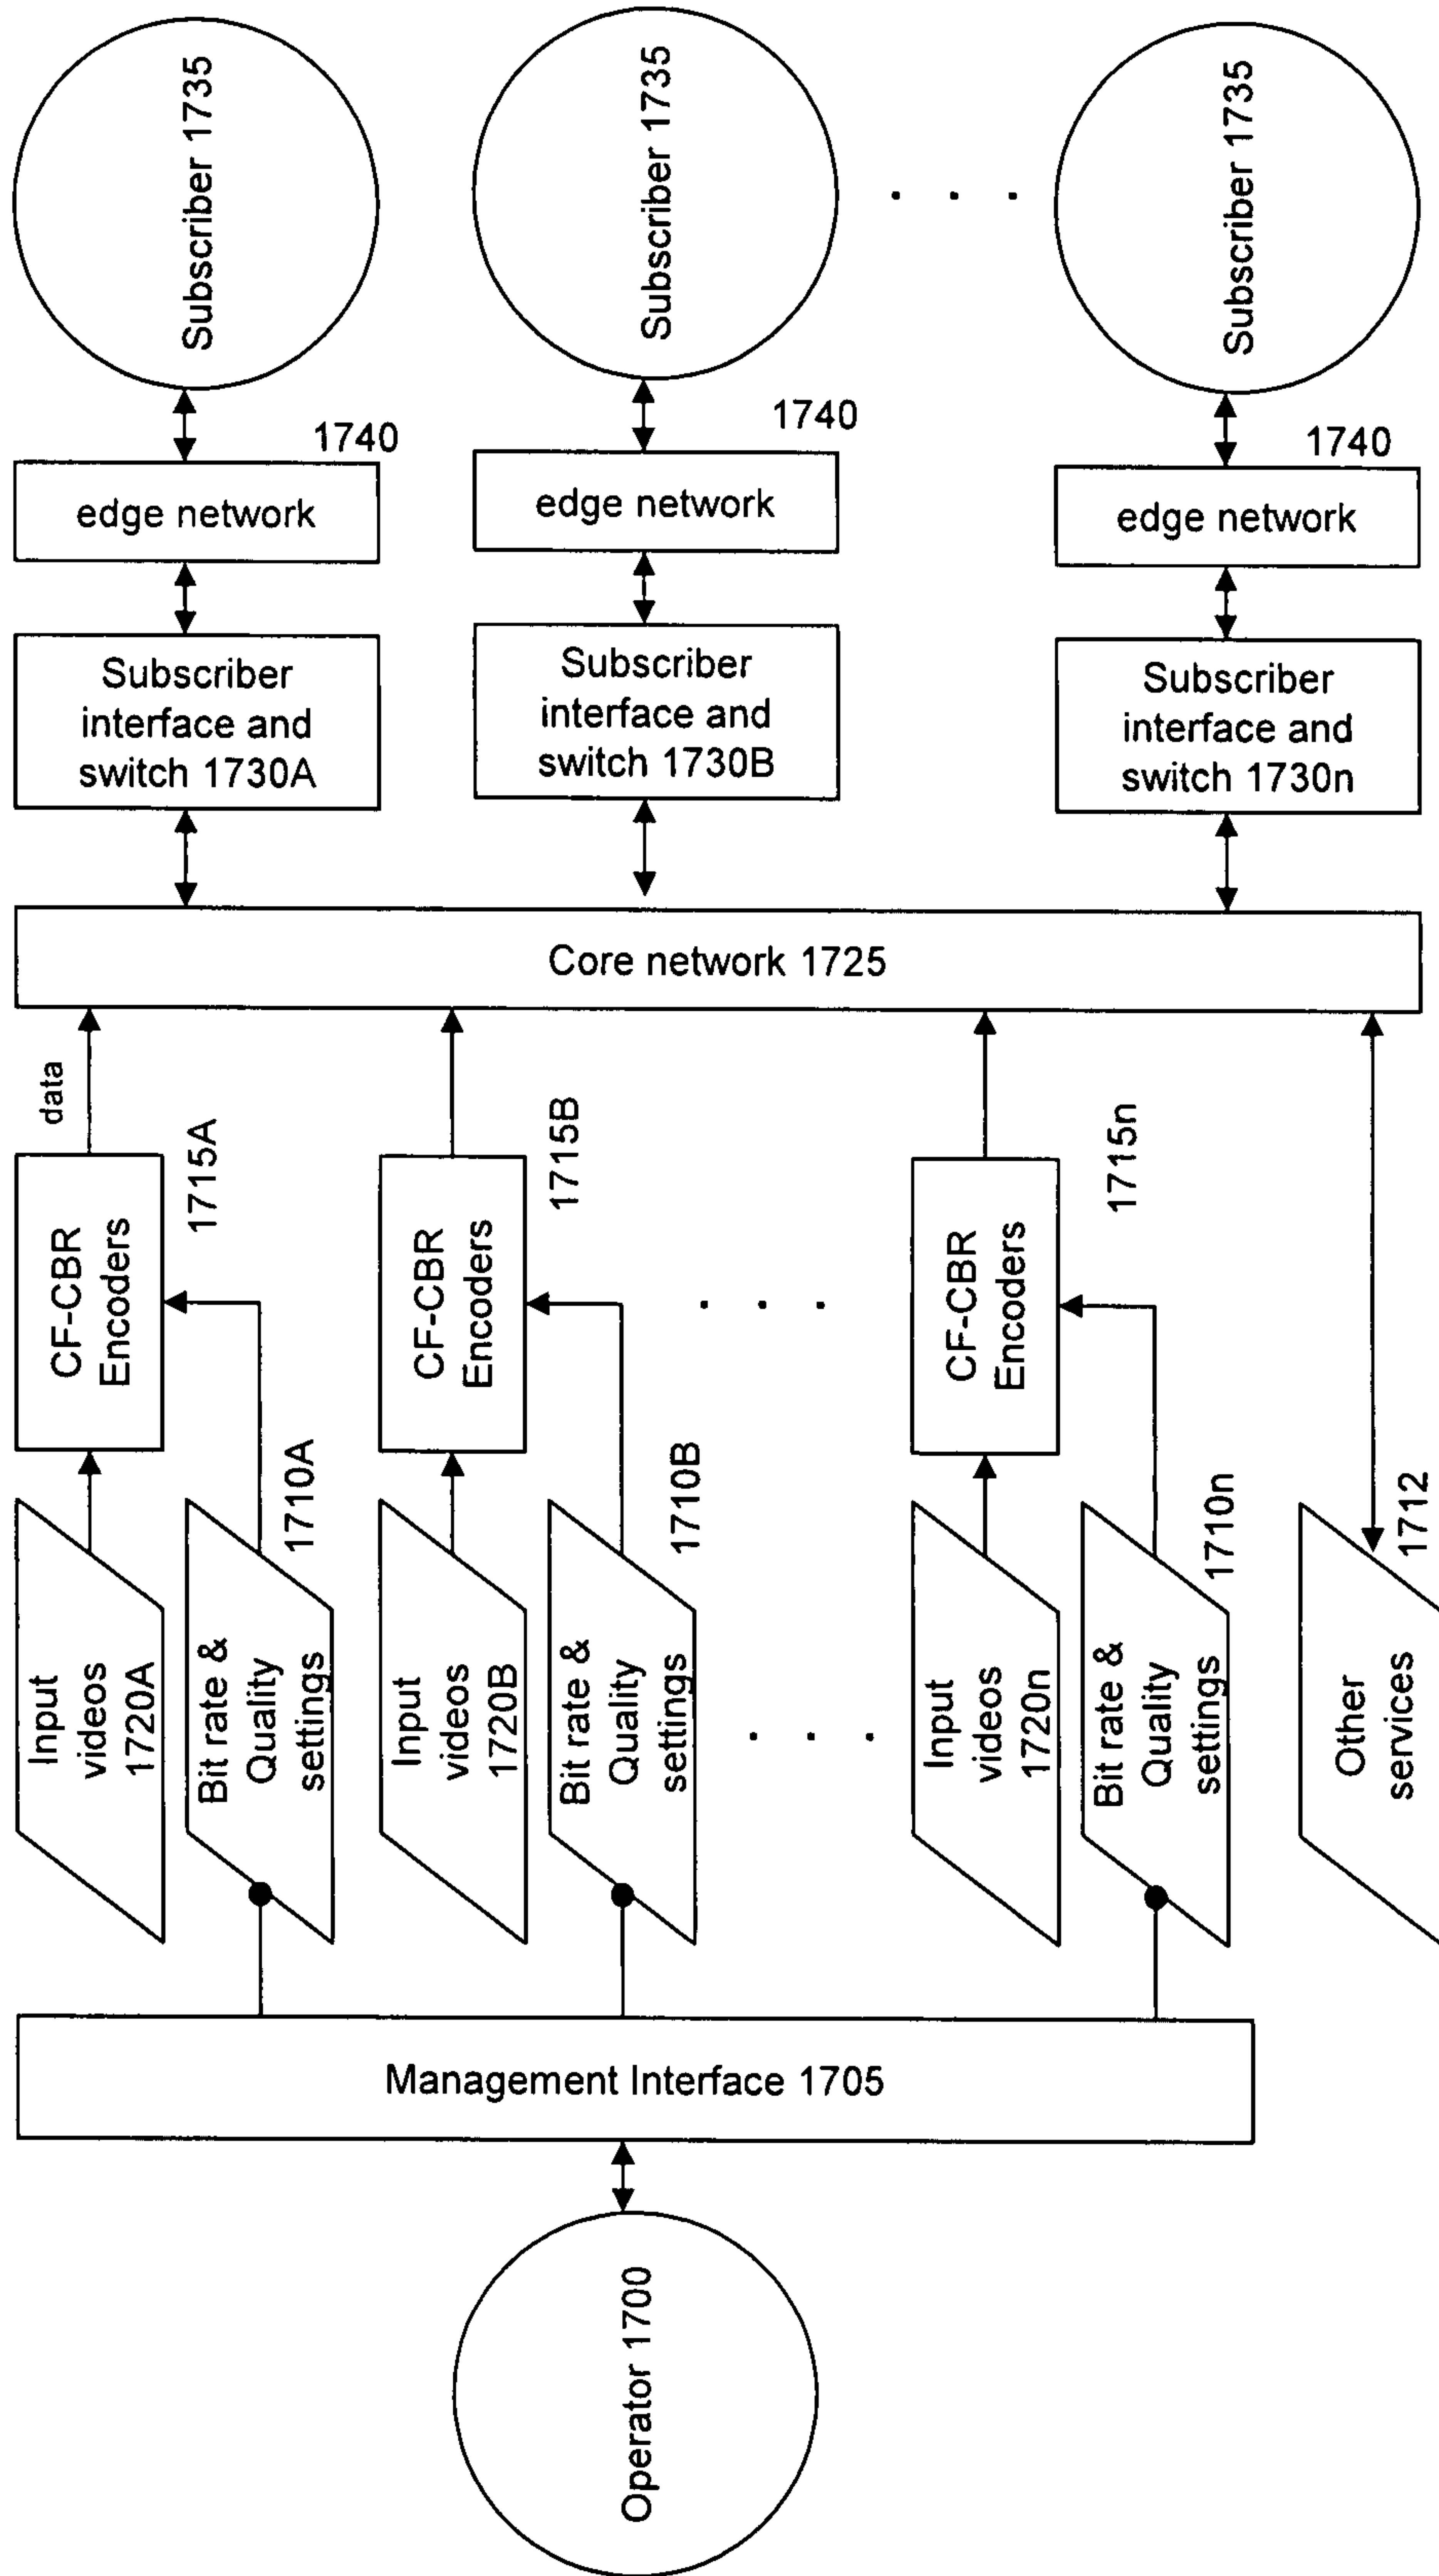 Subscriber 1735
Subscriber 1735
Subscriber 1735
1740
1740
1740
edge network
edge network
edge network
Subscriber
interface and
switch 1730A
Subscriber
interface and
switch 1730B
Subscriber
interface and
switch 1730n
Core network 1725
data
CF-CBR
Encoders
1715A
CF-CBR
Encoders
1715B
CF-CBR
Encoders
1715n
Input
videos
1720A
Bit rate &
Quality
settings
1710A
Input
videos
1720B
Bit rate &
Quality
settings
1710B
Input
videos
1720n
Bit rate &
Quality
settings
1710n
Other
services
1712
Management Interface 1705
Operator 1700